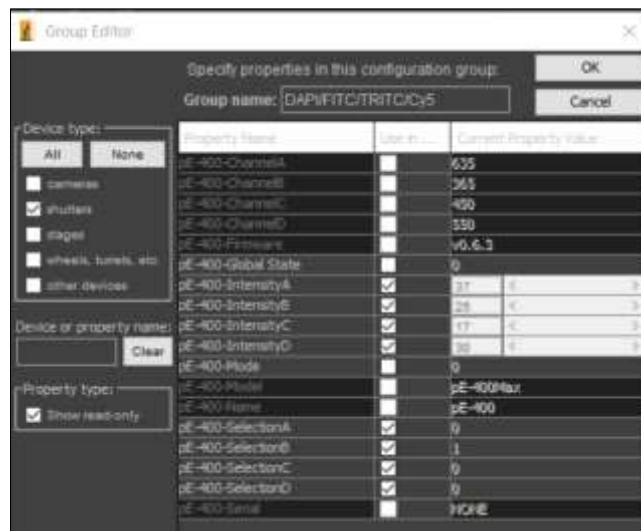 Group Editor
Specify properties in this configuration group:
OK
Group name: DAPI/FITC/TRITC/Cy5
Cancel
Device type:
All None
cameras
shutters
stages
wheels, turrets, etc.
other devices
Device or property name:
Clear
Property type:
Show read-only
Property Name Use in ... Current Property Value
pE-400-ChannelA 635
pE-400-ChannelB 365
pE-400-ChannelC 450
pE-400-ChannelD 550
pE-400-Firmware v0.6.3
pE-400-Global State 0
pE-400-IntensityA 37
pE-400-IntensityB 28
pE-400-IntensityC 17
pE-400-IntensityD
pE-400-Mode 0
pE-400-Model pE-400Max
pE-400-Name pE-400
pE-400-SelectionA 0
pE-400-SelectionB 1
pE-400-SelectionC 0
pE-400-SelectionD 0
pE-400-Serial NONE